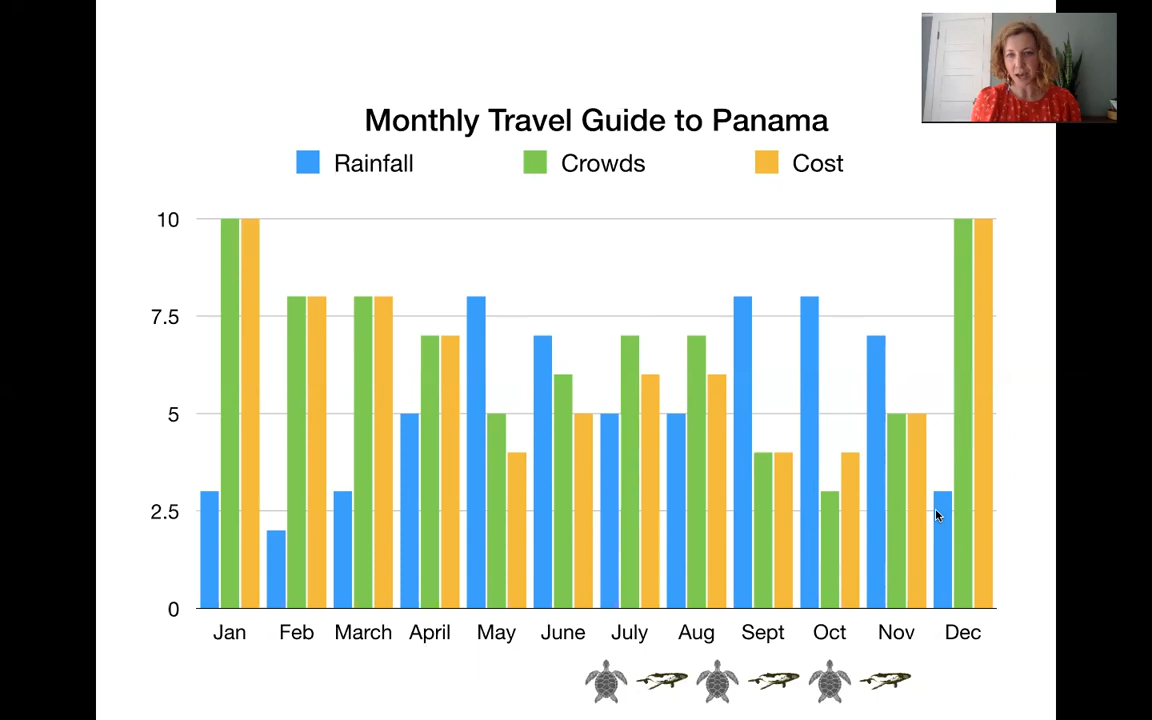 Monthly Travel Guide to Panama
Rainfall Crowds Cost
10
7.5
5
2.5
0
Jan Feb March April May June July Aug Sept Oct Nov Dec